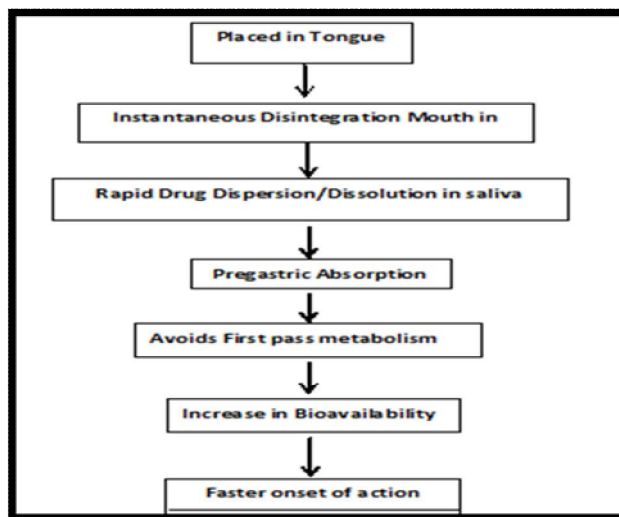 Placed in Tongue
Instantaneous Disintegration Mouth in
Rapid Drug Dispersion/Dissolution in saliva
Pregastric Absorption
Avoids First pass metabolism
Increase in Bioavailability
Faster onset of action